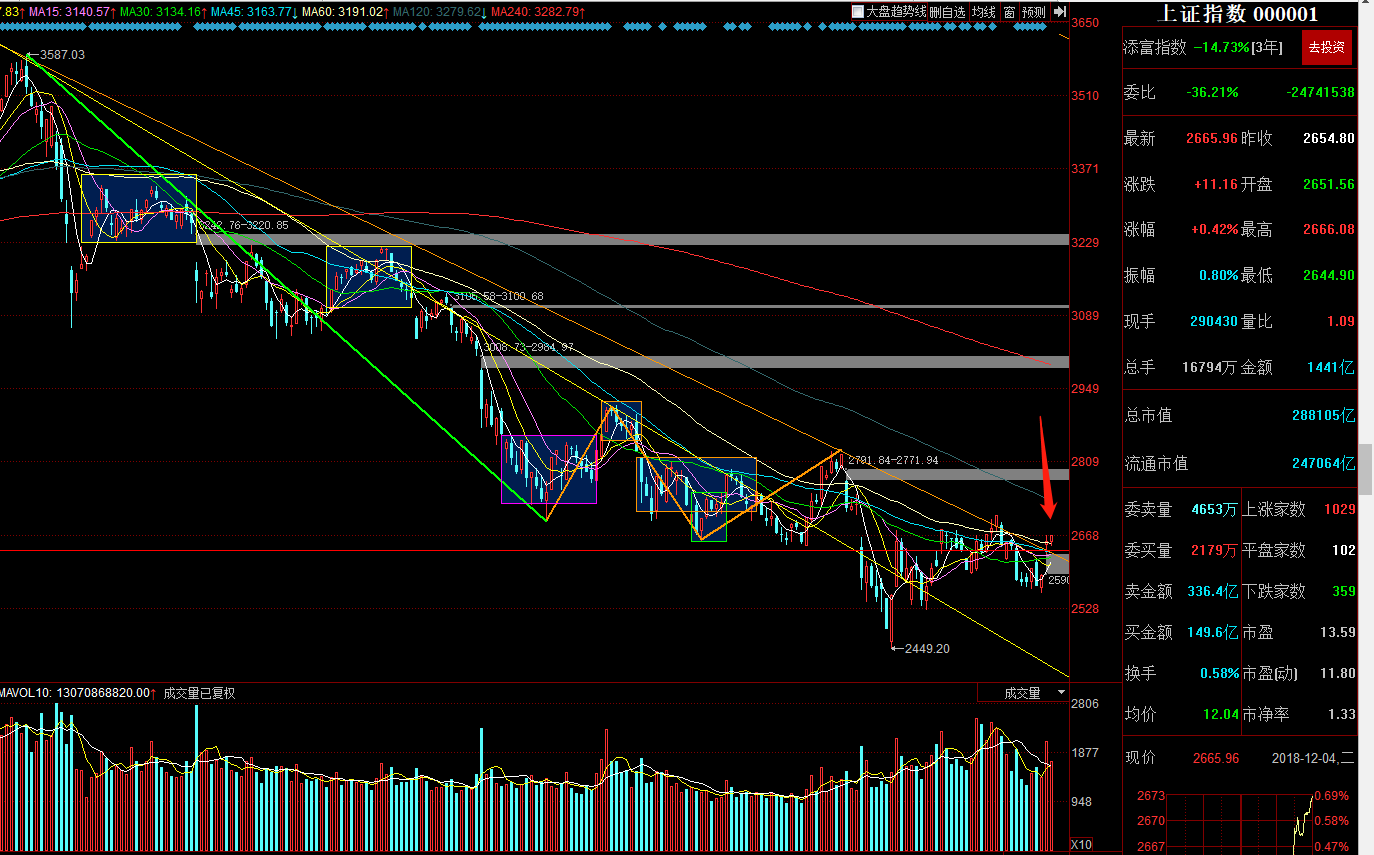 7.83↑ MA15: 3140.57↑ MA30: 3134.16↑ MA45: 3163.77↓ MA60: 3191.02↑ MA120: 3279.62↓ MA240: 3282.79↑
大盘趋势线 删自选 均线 窗 预测
3587.03
3242.76-3220.85
3106.58-3100.68
3008.73-2984.97
2791.84-2771.94
2590
2449.20
3650
3510
3371
3229
3089
2949
2809
2668
2528
MAVOL10: 13070868820.00↑ 成交量已复权
成交量
2806
1877
948
X10
上证指数 000001
添富指数 -14.73%[3年] 去投资
委比 -36.21% -24741538
最新 2665.96 昨收 2654.80
涨跌 +11.16 开盘 2651.56
涨幅 +0.42% 最高 2666.08
振幅 0.80% 最低 2644.90
现手 290430 量比 1.09
总手 16794万 金额 1441亿
总市值 288105亿
流通市值 247064亿
委卖量 4653万 上涨家数 1029
委买量 2179万 平盘家数 102
卖金额 336.4亿 下跌家数 359
买金额 149.6亿 市盈 13.59
换手 0.58% 市盈(动) 11.80
均价 12.04 市净率 1.33
现价 2665.96 2018-12-04,二
2673 0.69%
2670 0.58%
2667 0.47%